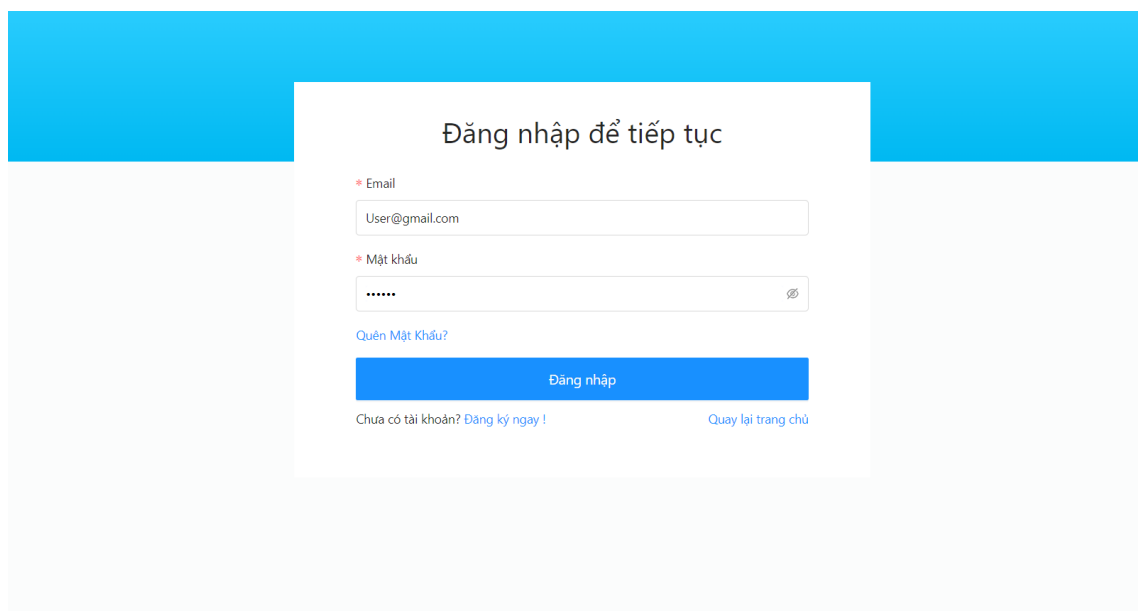 Đăng nhập để tiếp tục
* Email
User@gmail.com
* Mật khẩu
••••••
Quên Mật Khẩu?
Đăng nhập
Chưa có tài khoản? Đăng ký ngay ! Quay lại trang chủ